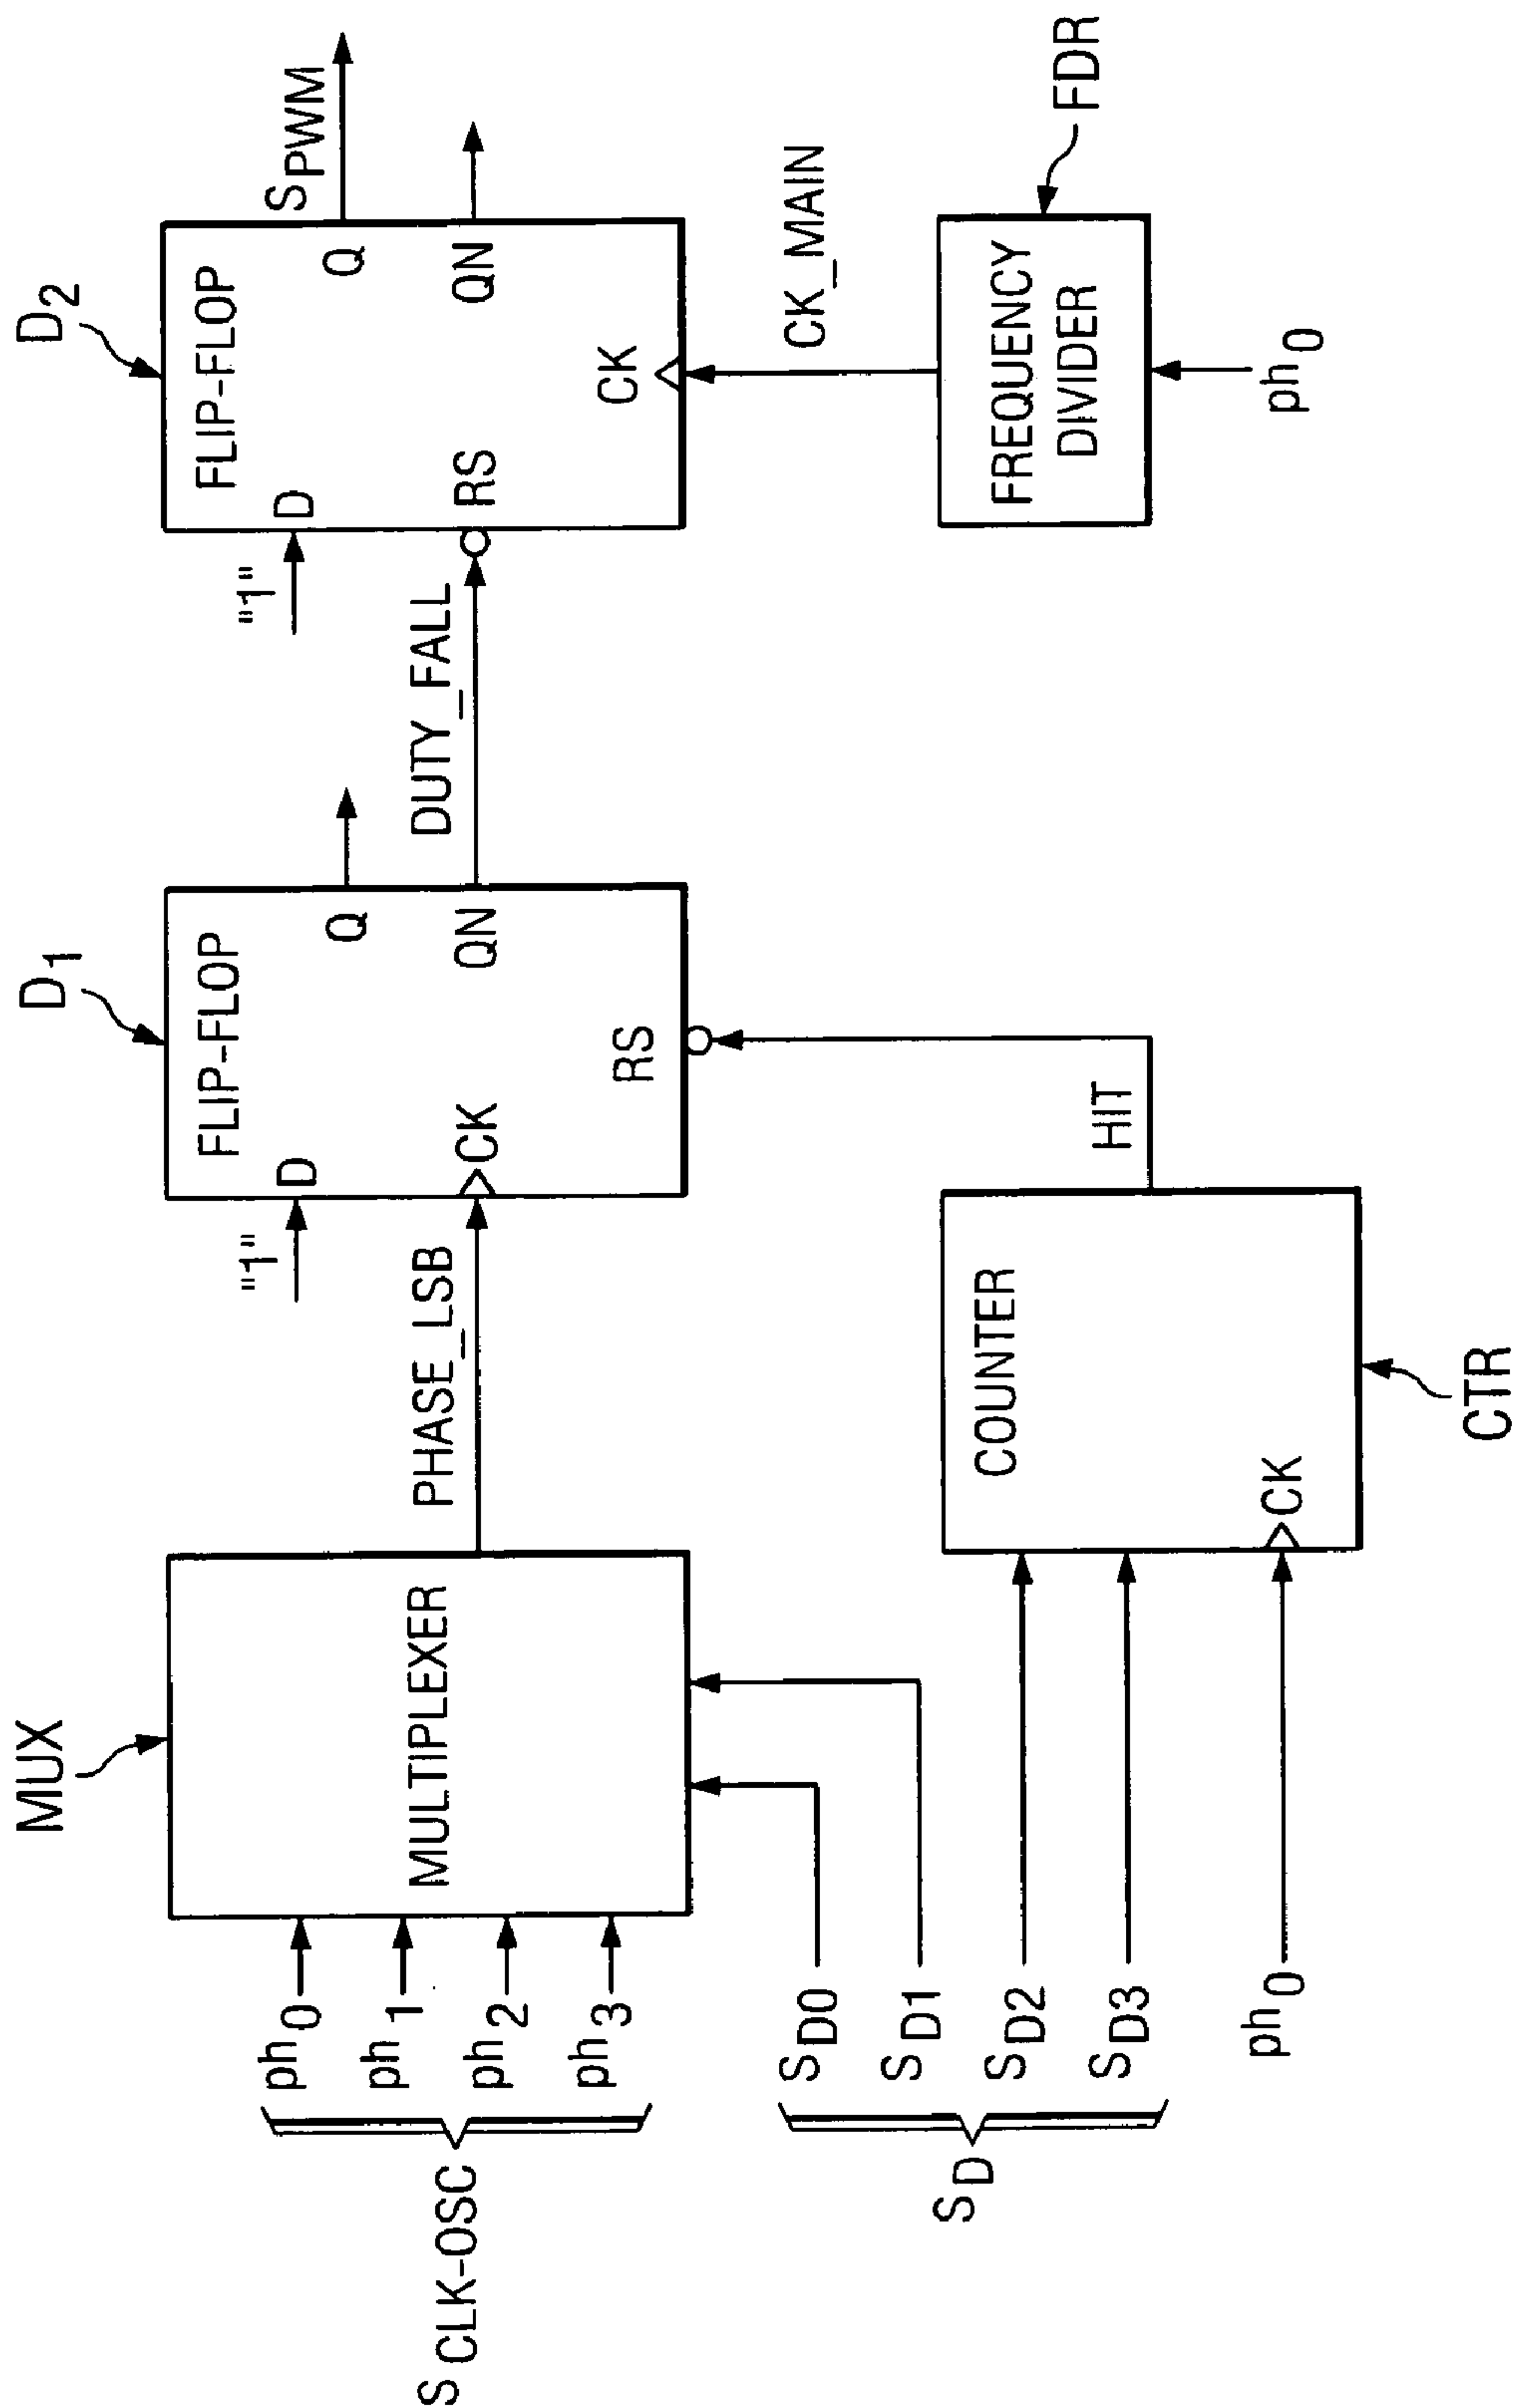 MUX
D1
D2
S CLK-OSC
ph0
ph1
ph2
ph3
MULTIPLEXER
PHASE_LSB
"1"
FLIP-FLOP
D
CK
Q
QN
RS
DUTY_FALL
"1"
FLIP-FLOP
D
RS
Q
QN
CK
SPWM
SD
SD0
SD1
SD2
SD3
ph0
COUNTER
CK
CTR
HIT
CK_MAIN
FREQUENCY
DIVIDER
FDR
ph0